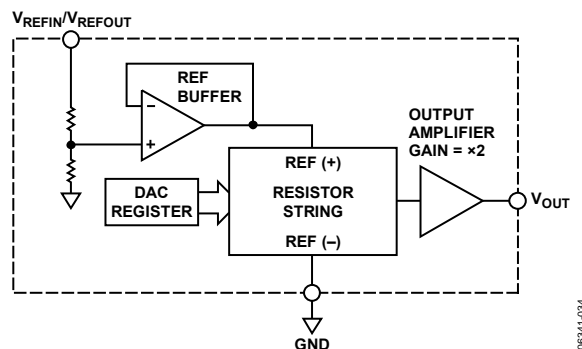 VREFIN/VREFOUT
REF
BUFFER
–
+
OUTPUT
AMPLIFIER
GAIN = ×2
REF (+)
DAC
REGISTER
RESISTOR
STRING
REF (–)
VOUT
GND
06341-034